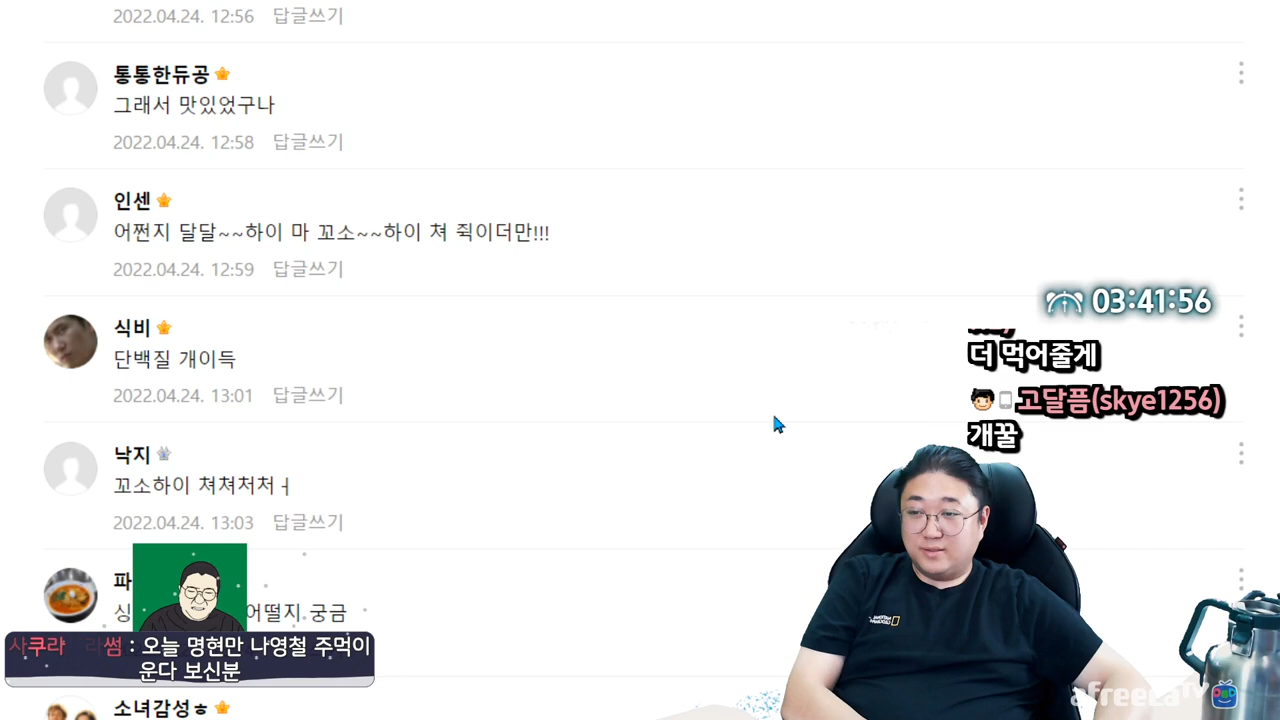 2022.04.24. 12:56 답글쓰기
통통한듀공
그래서 맛있었구나
2022.04.24. 12:58 답글쓰기
인센
어쩐지 달달~~하이 마 꼬소~~하이 쳐 쥑이더만!!!
2022.04.24. 12:59 답글쓰기
식비
단백질 개이득
2022.04.24. 13:01 답글쓰기
낙지
꼬소하이 쳐쳐처처ㅓ
2022.04.24. 13:03 답글쓰기
파
싱 어떨지 궁금
소녀감성ㅎ
03:41:56
더 먹어줄게
고달픔(skye1256)
개꿀
사쿠라 썸 : 오늘 명현만 나영철 주먹이
운다 보신분
afreecaTV